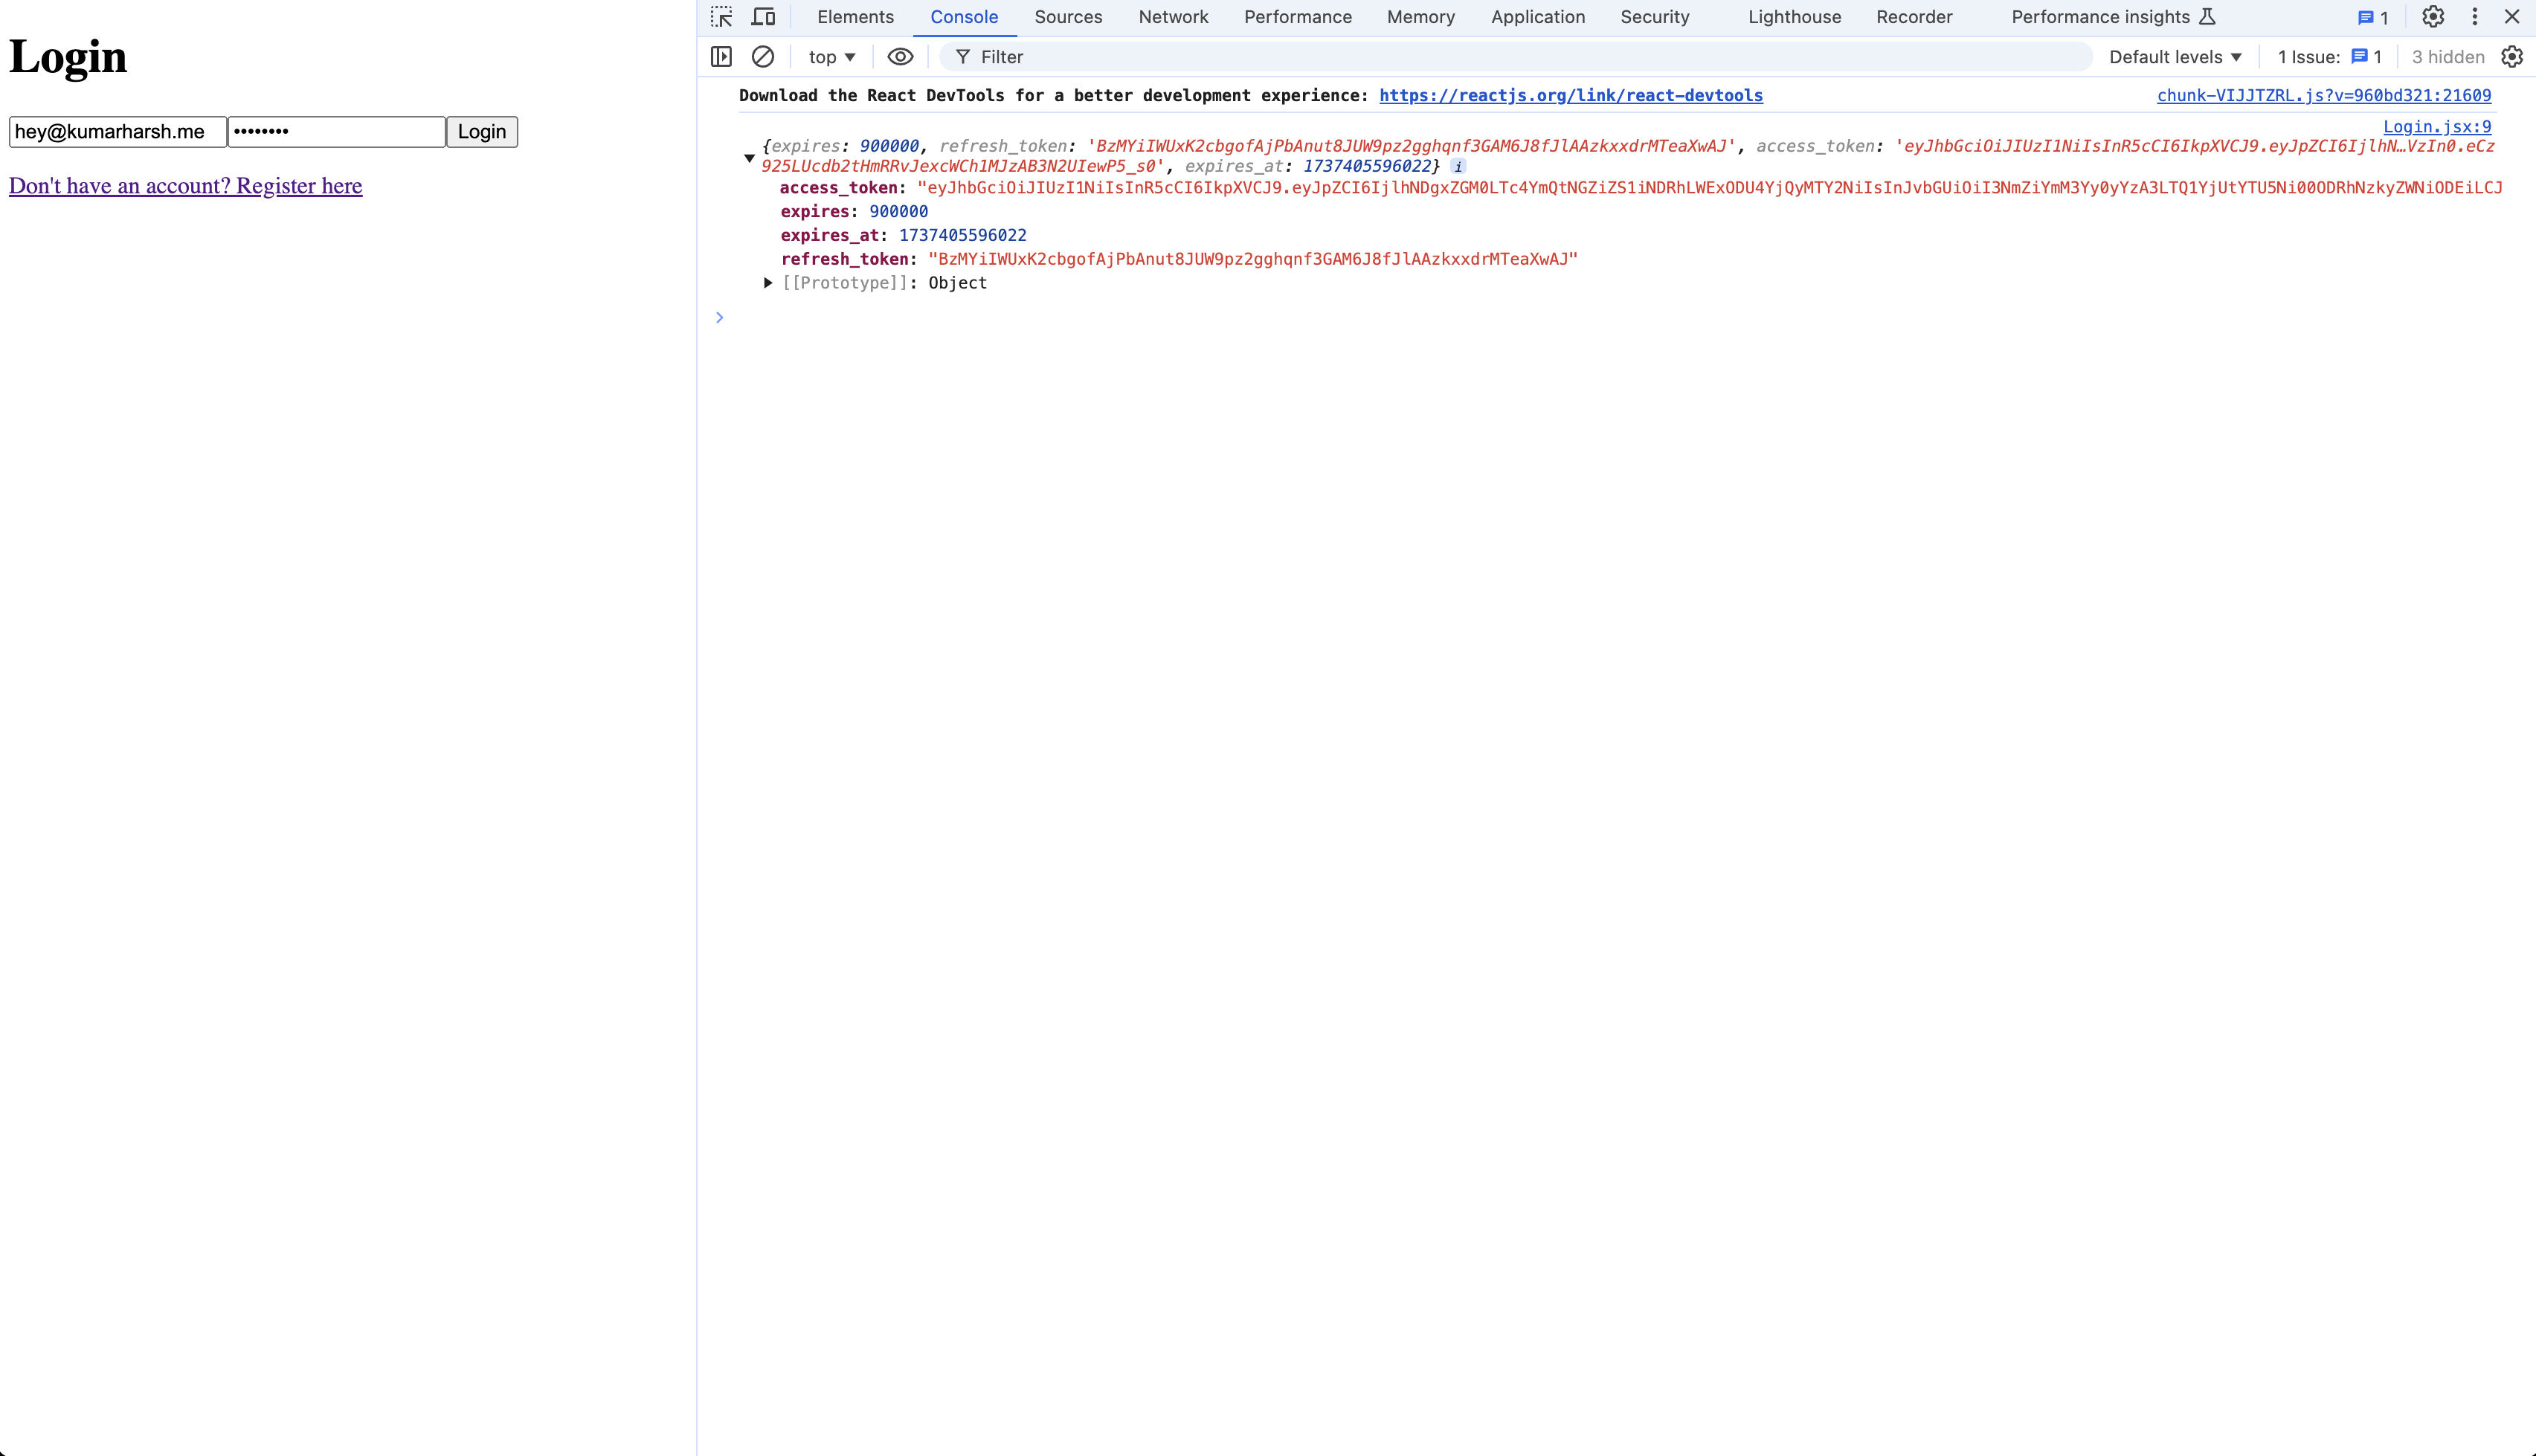 Login
hey@kumarharsh.me
••••••••
Login
Don't have an account? Register here
Elements Console Sources Network Performance Memory Application Security Lighthouse Recorder Performance insights 1
top Filter Default levels 1 Issue: 1 3 hidden
Download the React DevTools for a better development experience: https://reactjs.org/link/react-devtools chunk-VIJJTZRL.js?v=960bd321:21609
Login.jsx:9
{expires: 900000, refresh_token: 'BzMYiIWUxK2cbgofAjPbAnut8JUW9pz2gghqnf3GAM6J8fJlAAzkxxdrMTeaXwAJ', access_token: 'eyJhbGciOiJIUzI1NiIsInR5cCI6IkpXVCJ9.eyJpZCI6IjlhN…VzIn0.eCz
925LUcdb2tHmRRvJexcWCh1MJzAB3N2UIewP5_s0', expires_at: 1737405596022} i
access_token: "eyJhbGciOiJIUzI1NiIsInR5cCI6IkpXVCJ9.eyJpZCI6IjlhNDgxZGM0LTc4YmQtNGZiZS1iNDRhLWExODU4YjQyMTY2NiIsInJvbGUiOiI3NmZiYmM3Yy0yYzA3LTQ1YjUtYTU5Ni00ODRhNzkyZWNiODEiLCJ
expires: 900000
expires_at: 1737405596022
refresh_token: "BzMYiIWUxK2cbgofAjPbAnut8JUW9pz2gghqnf3GAM6J8fJlAAzkxxdrMTeaXwAJ"
[[Prototype]]: Object